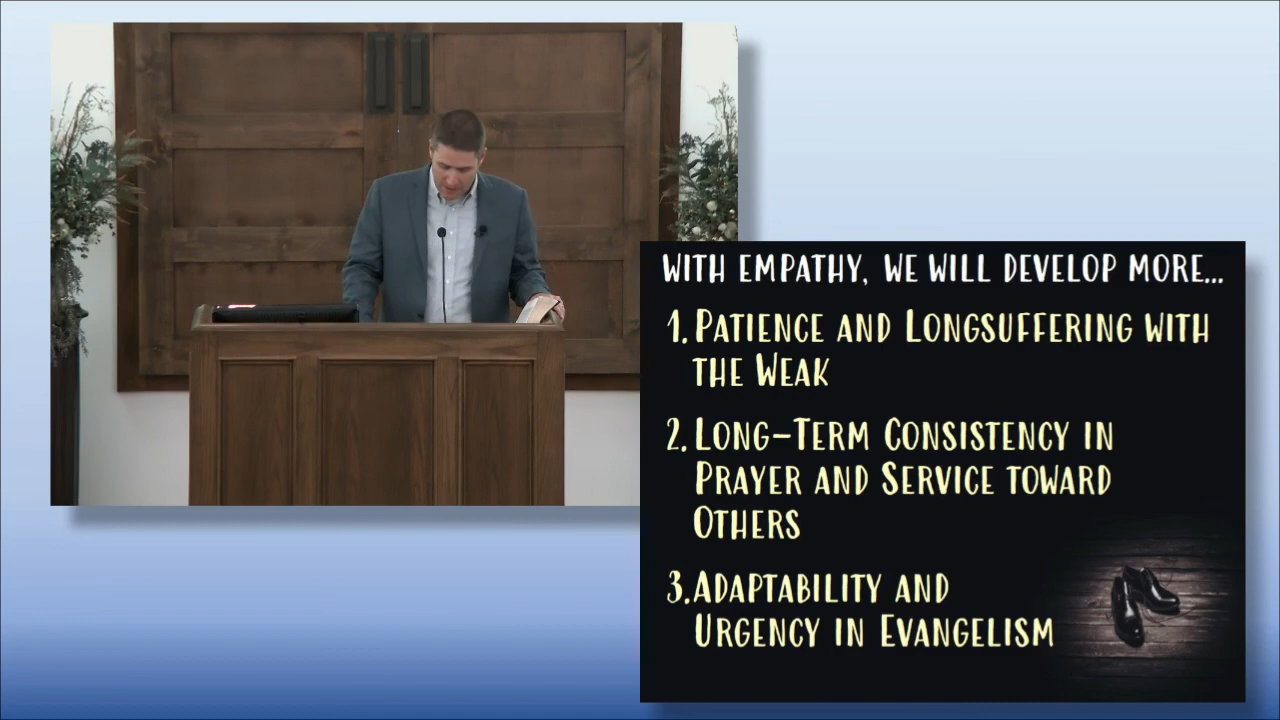 WITH EMPATHY, WE WILL DEVELOP MORE...
1. PATIENCE AND LONGSUFFERING WITH
THE WEAK
2. LONG-TERM CONSISTENCY IN
PRAYER AND SERVICE TOWARD
OTHERS
3. ADAPTABILITY AND
URGENCY IN EVANGELISM